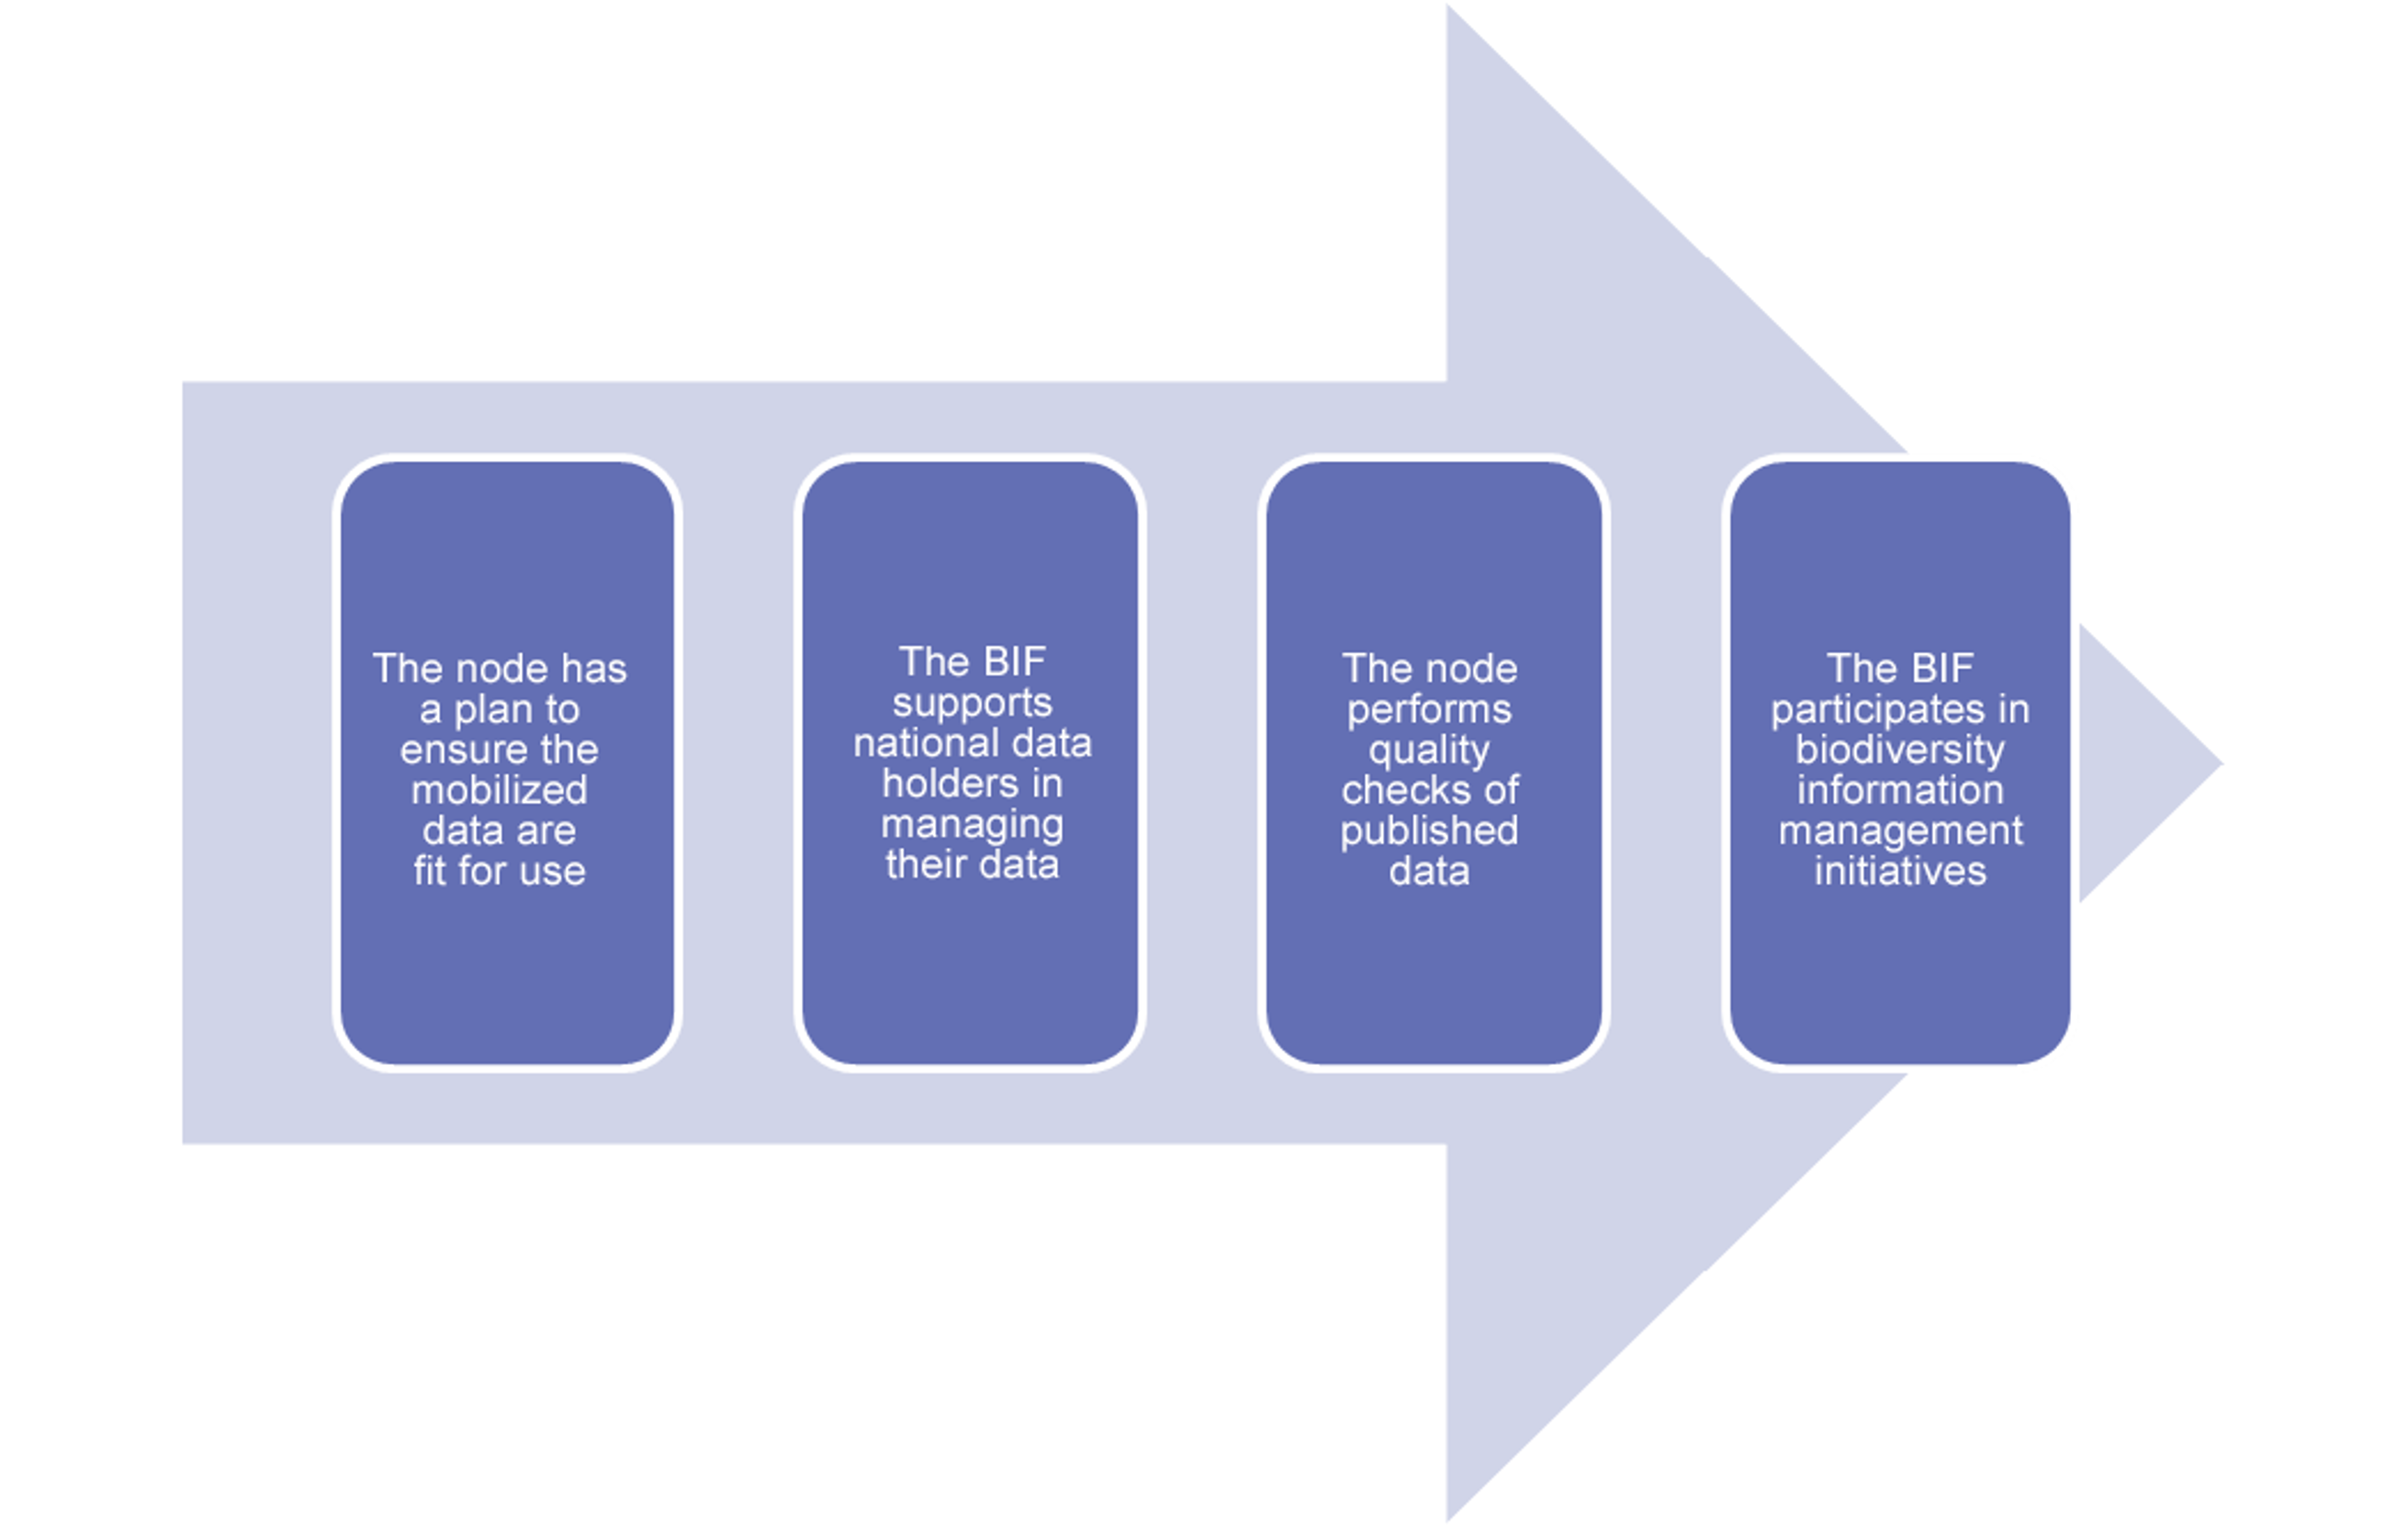 The node has
a plan to
ensure the
mobilized
data are
fit for use
The BIF
supports
national data
holders in
managing
their data
The node
performs
quality
checks of
published
data
The BIF
participates in
biodiversity
information
management
initiatives